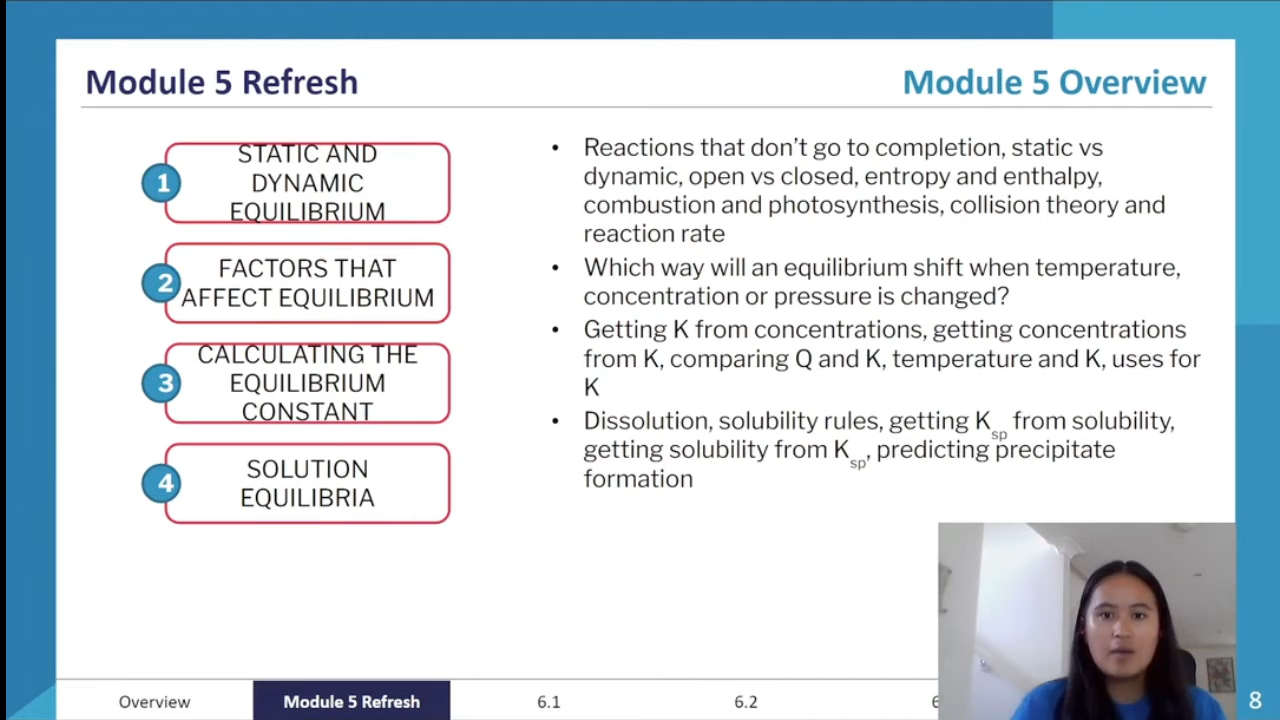 Module 5 Refresh
Module 5 Overview
1
STATIC AND
DYNAMIC
EQUILIBRIUM
2
FACTORS THAT
AFFECT EQUILIBRIUM
3
CALCULATING THE
EQUILIBRIUM
CONSTANT
4
SOLUTION
EQUILIBRIA
• Reactions that don’t go to completion, static vs
dynamic, open vs closed, entropy and enthalpy,
combustion and photosynthesis, collision theory and
reaction rate
• Which way will an equilibrium shift when temperature,
concentration or pressure is changed?
• Getting K from concentrations, getting concentrations
from K, comparing Q and K, temperature and K, uses for
K
• Dissolution, solubility rules, getting Ksp from solubility,
getting solubility from Ksp, predicting precipitate
formation
Overview
Module 5 Refresh
6.1
6.2
8